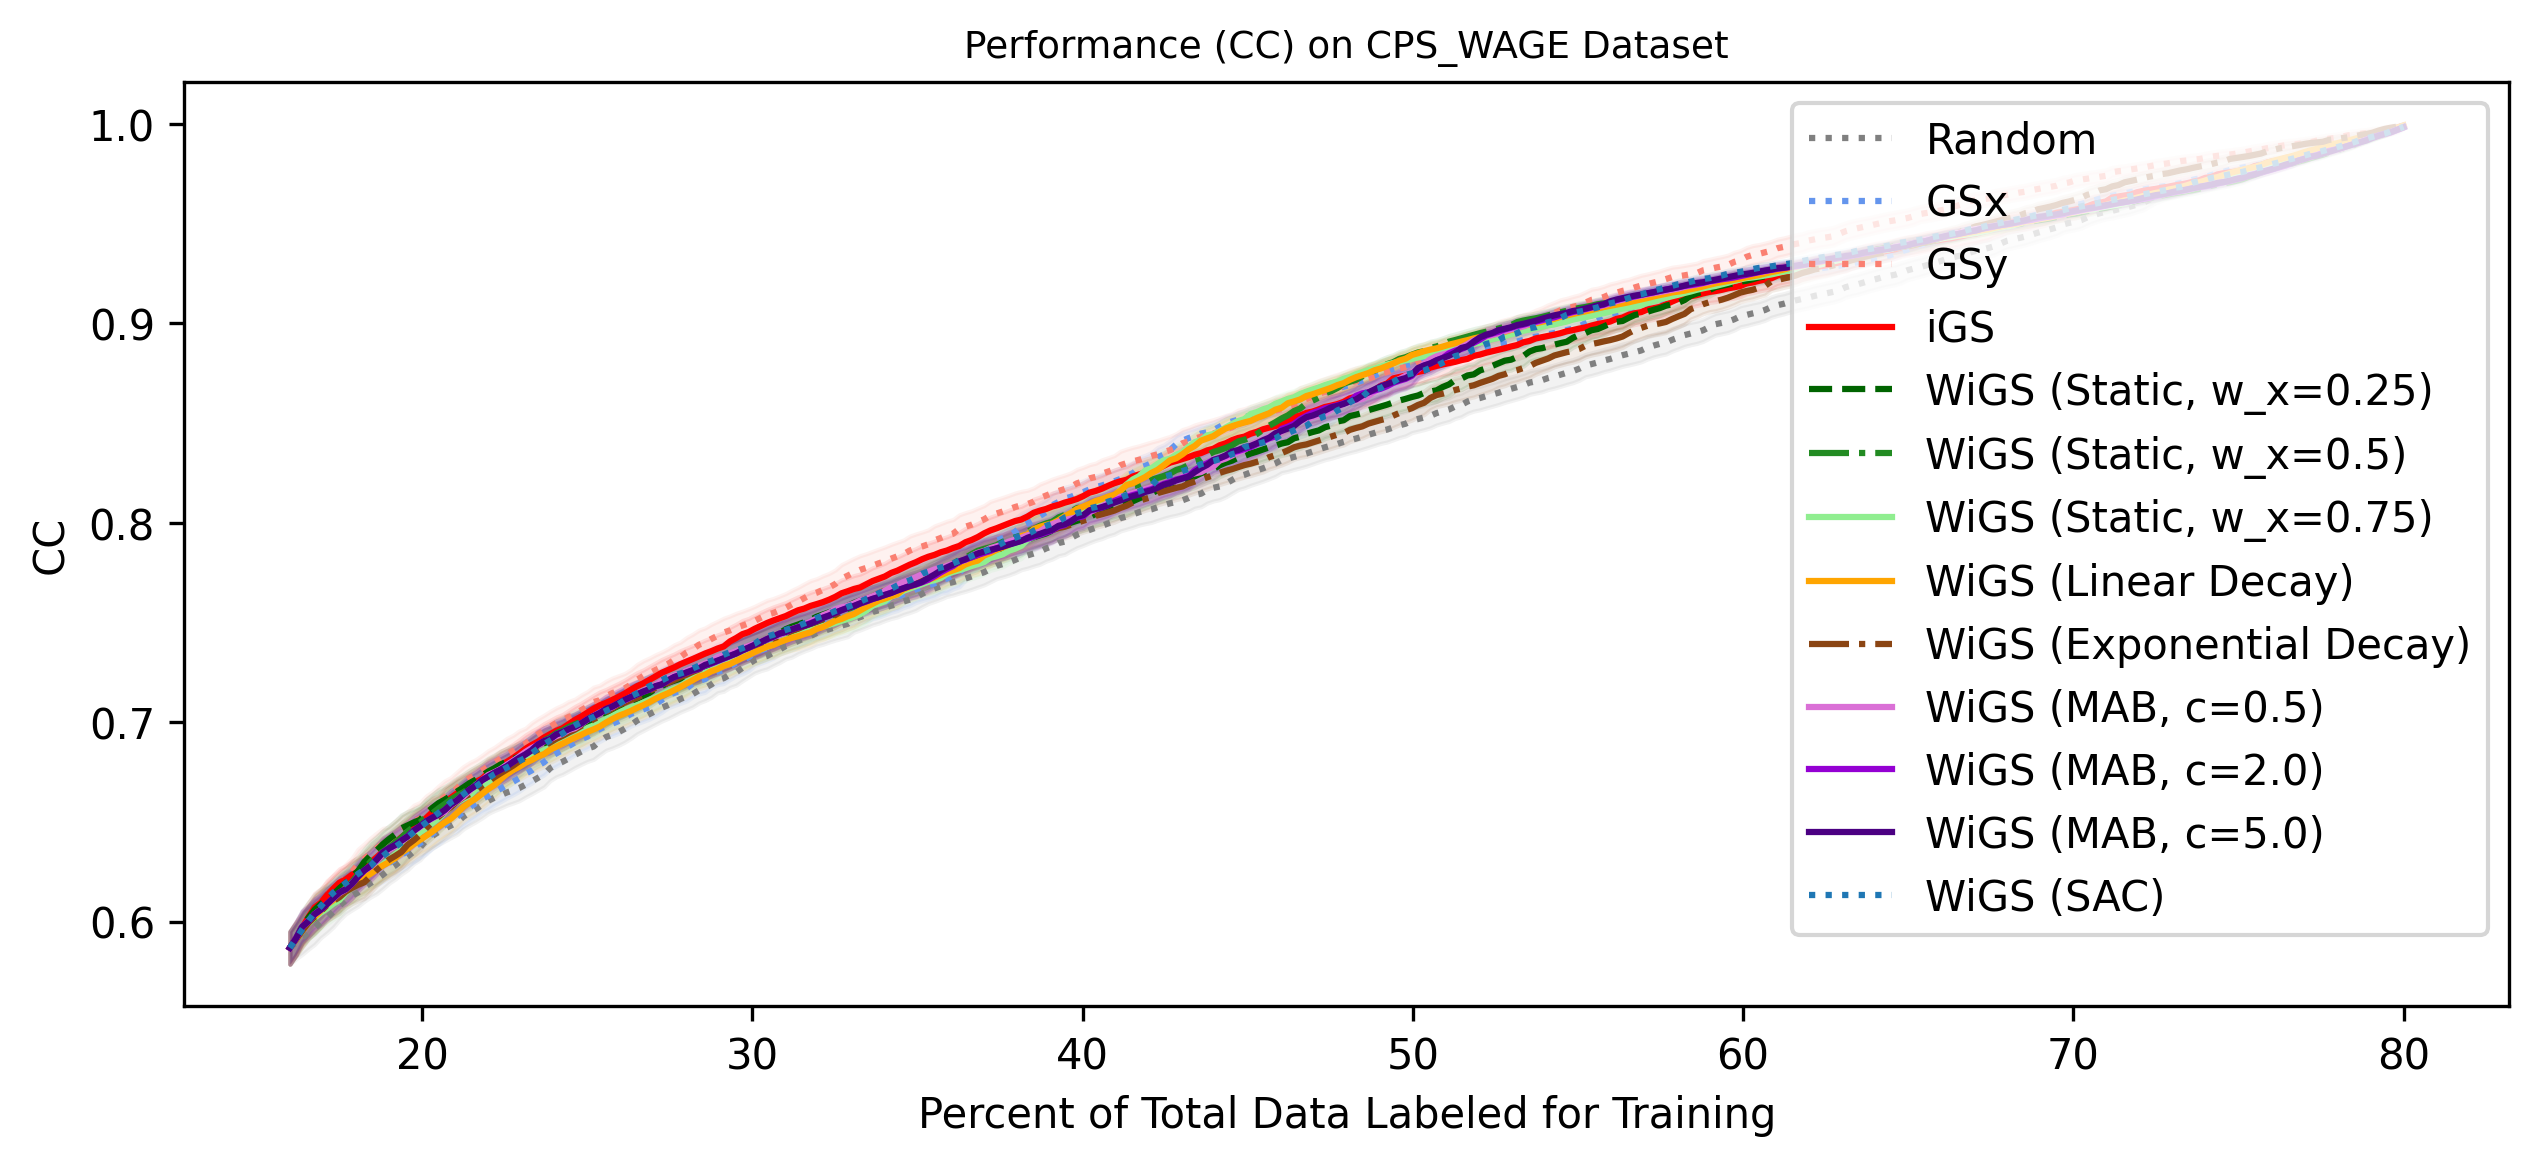 Performance (CC) on CPS_WAGE Dataset
CC
1.0
0.9
0.8
0.7
0.6
20
30
40
50
60
70
80
Percent of Total Data Labeled for Training
Random
GSx
GSy
iGS
WiGS (Static, w_x=0.25)
WiGS (Static, w_x=0.5)
WiGS (Static, w_x=0.75)
WiGS (Linear Decay)
WiGS (Exponential Decay)
WiGS (MAB, c=0.5)
WiGS (MAB, c=2.0)
WiGS (MAB, c=5.0)
WiGS (SAC)